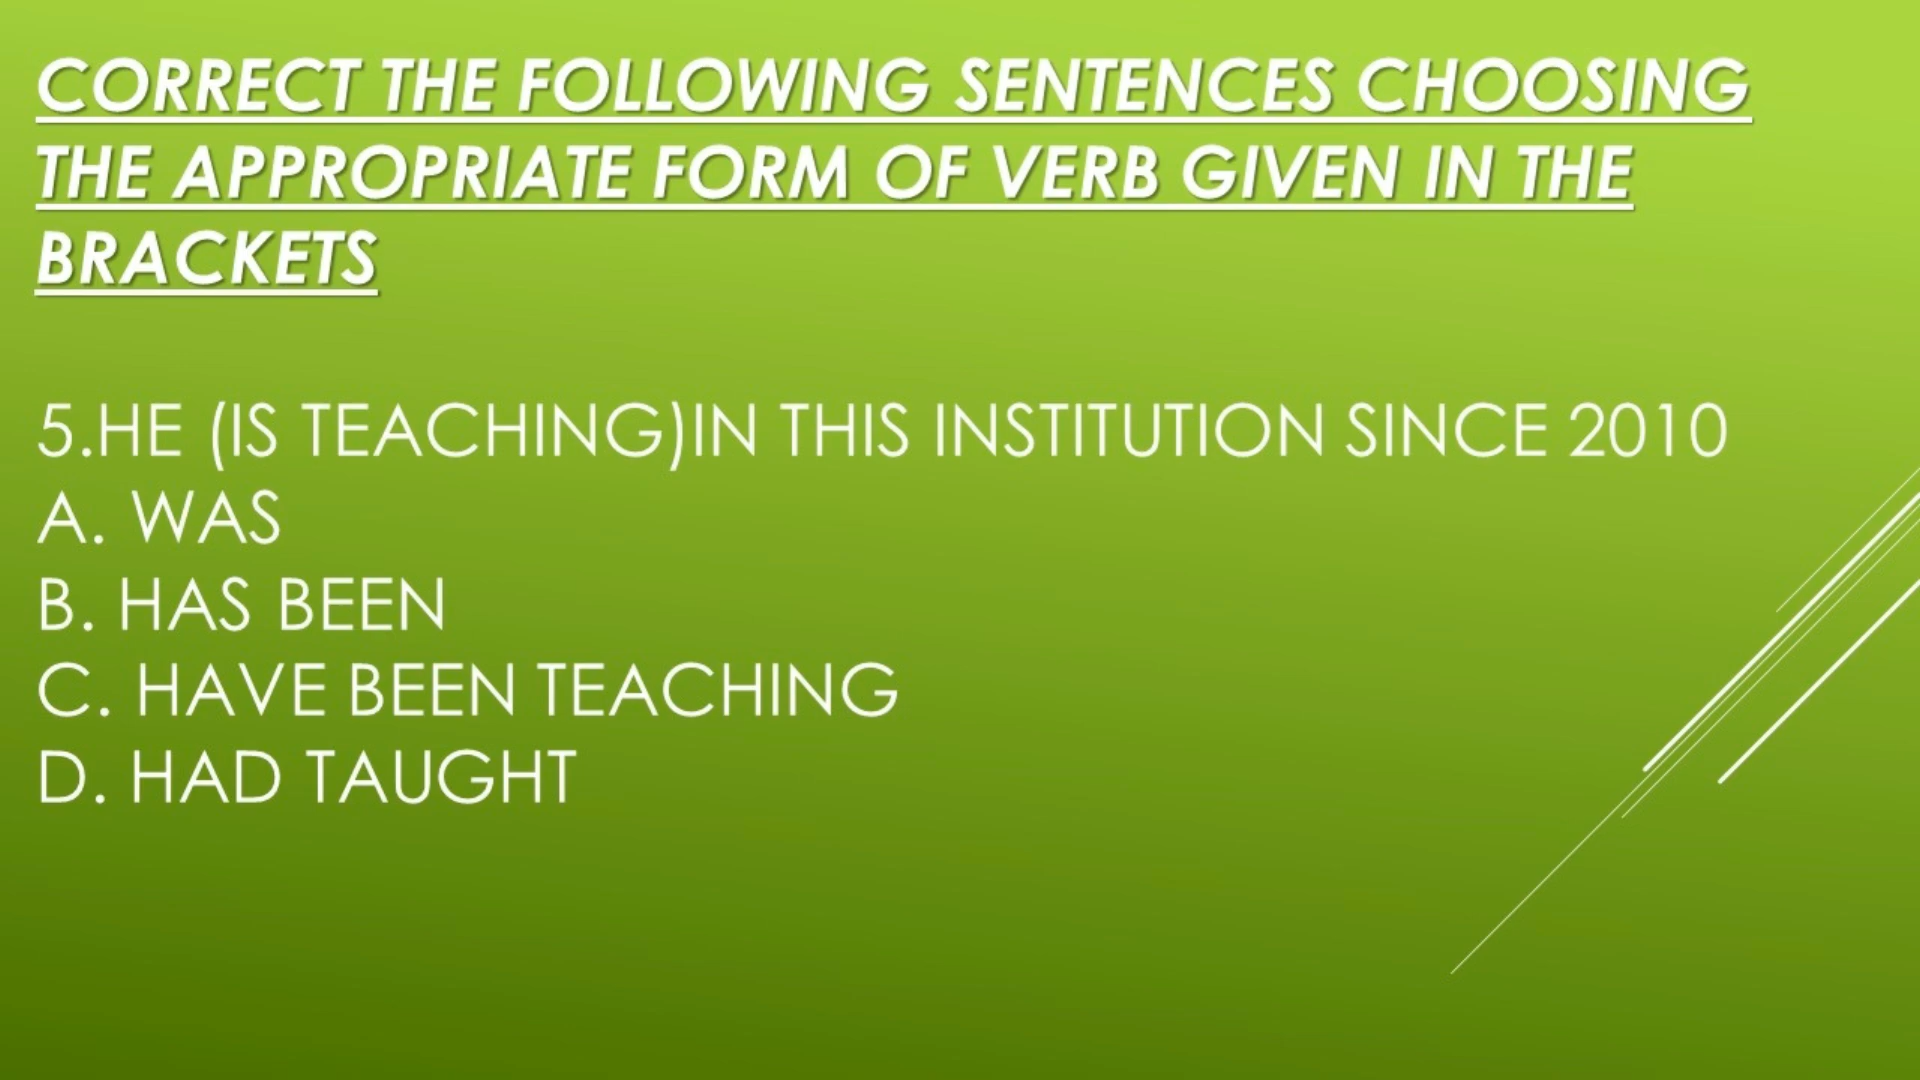 CORRECT THE FOLLOWING SENTENCES CHOOSING
THE APPROPRIATE FORM OF VERB GIVEN IN THE
BRACKETS
5.HE (IS TEACHING)IN THIS INSTITUTION SINCE 2010
A. WAS
B. HAS BEEN
C. HAVE BEEN TEACHING
D. HAD TAUGHT